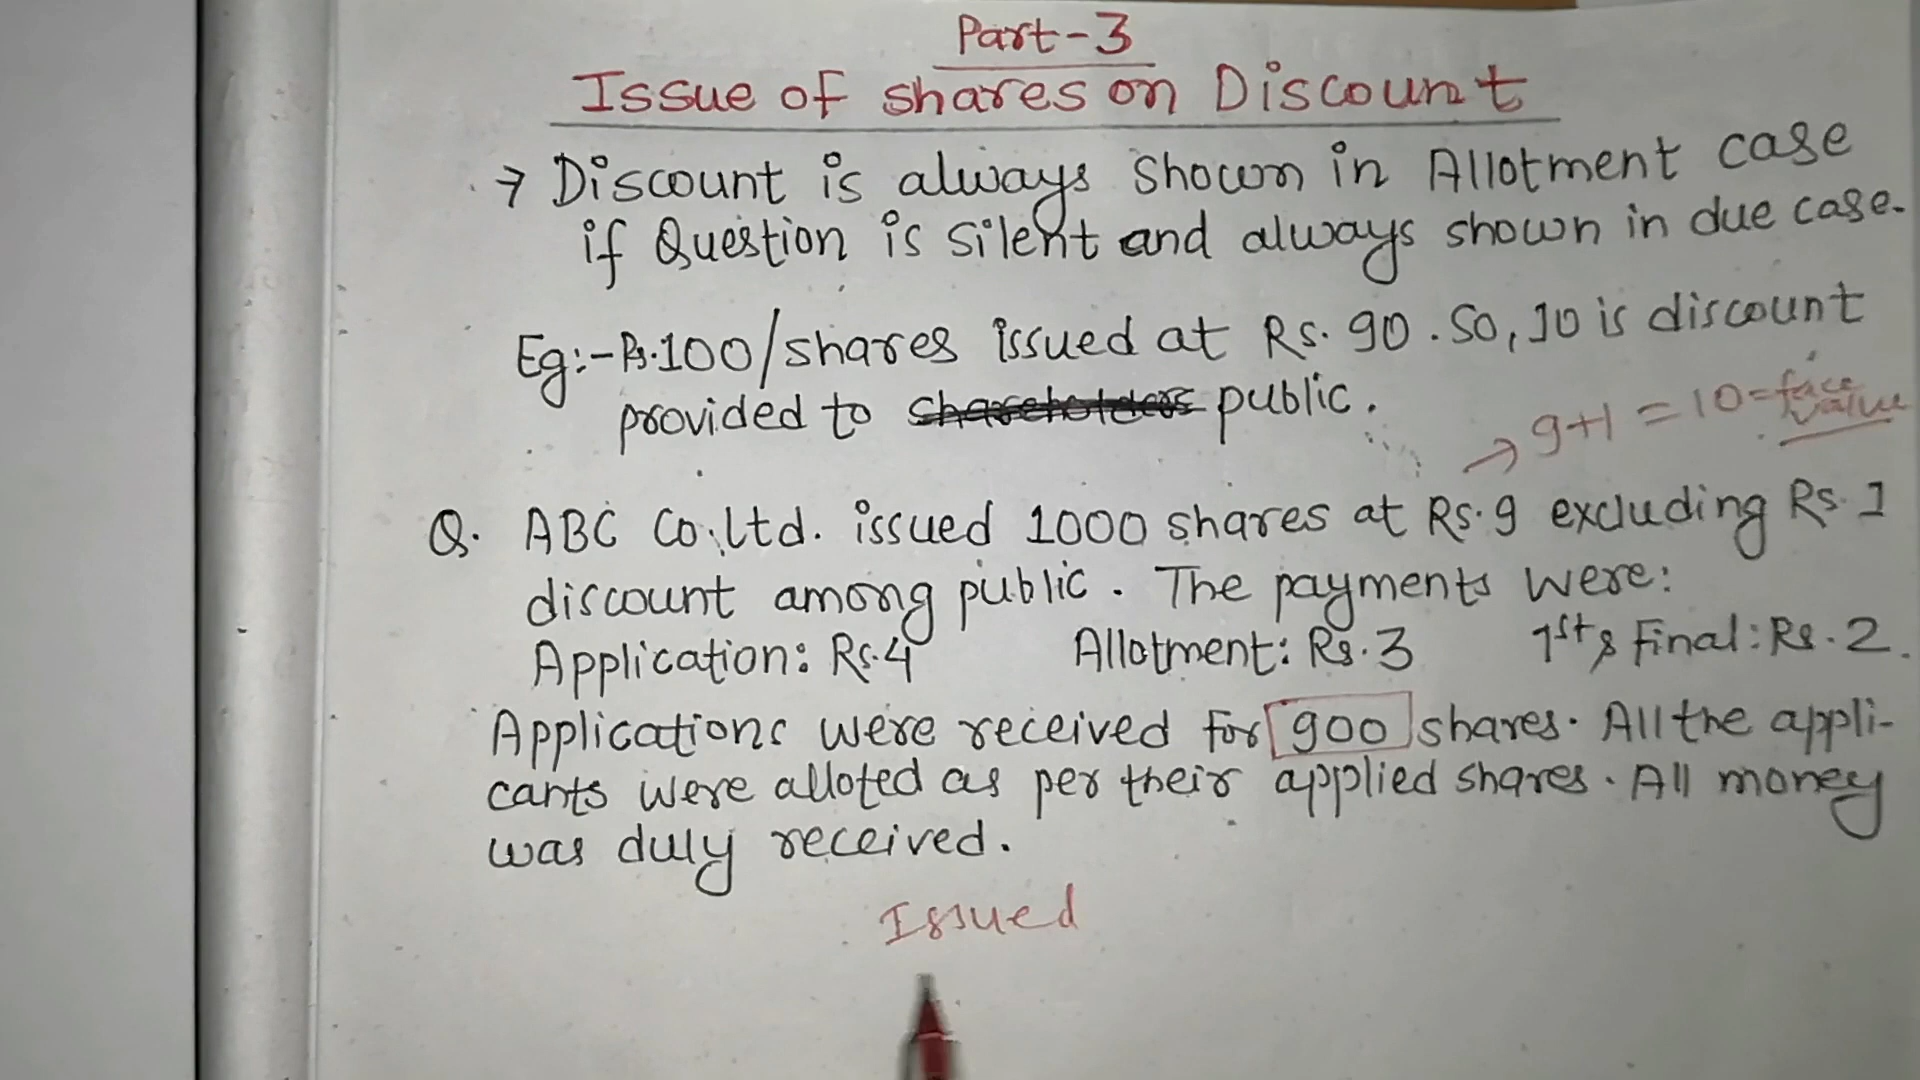 Part-3
Issue of shares on Discount
→ Discount is always shown in Allotment case
if Question is silent and always shown in due case.
Eg:- Rs.100/shares issued at Rs. 90. So, 10 is discount
provided to shareholders public.
→ 9+1 = 10 = face value
Q. ABC Co. Ltd. issued 1000 shares at Rs. 9 excluding Rs. 1
discount among public. The payments were:
Application: Rs. 4 Allotment: Rs. 3 1st & Final: Rs. 2.
Applications were received for 900 shares. All the appli-
cants were alloted as per their applied shares. All money
was duly received.
Issued